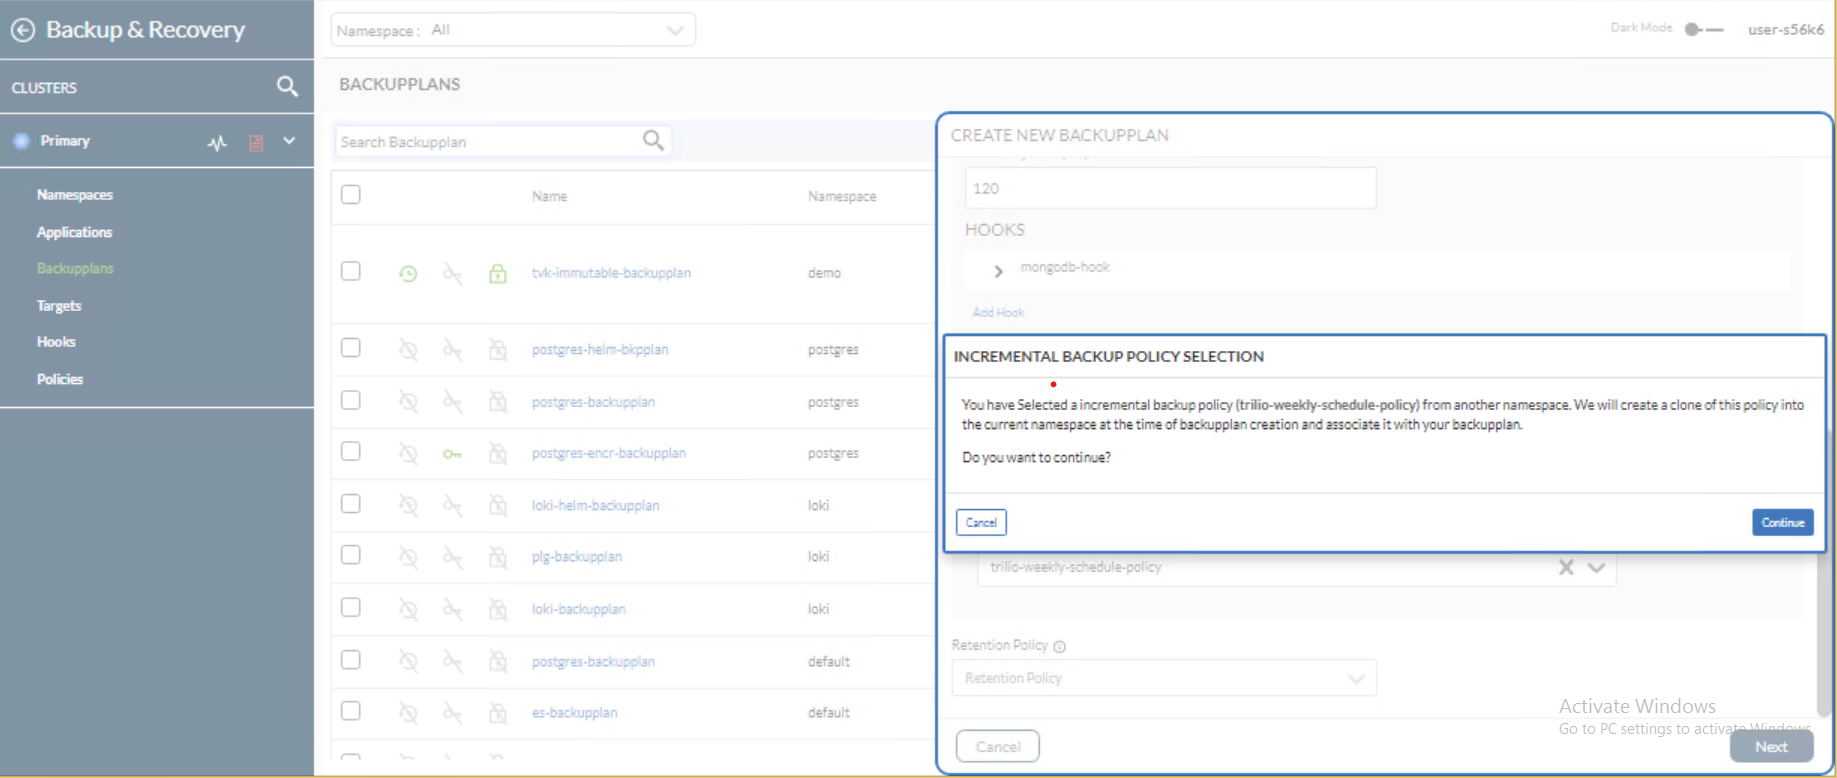 Backup & Recovery
CLUSTERS
Primary
Namespaces
Applications
Backupplans
Targets
Hooks
Policies
Namespace : All
Dark Mode
user-s56k6
BACKUPPLANS
Search Backupplan
Name Namespace
tvk-immutable-backupplan demo
postgres-helm-bkpplan postgres
postgres-backupplan postgres
postgres-encr-backupplan postgres
loki-helm-backupplan loki
plg-backupplan loki
loki-backupplan loki
postgres-backupplan default
es-backupplan default
CREATE NEW BACKUPPLAN
120
HOOKS
mongodb-hook
Add Hook
INCREMENTAL BACKUP POLICY SELECTION
You have Selected a incremental backup policy (trilio-weekly-schedule-policy) from another namespace. We will create a clone of this policy into
the current namespace at the time of backupplan creation and associate it with your backupplan.
Do you want to continue?
Cancel Continue
trilio-weekly-schedule-policy
Retention Policy
Retention Policy
Activate Windows
Go to PC settings to activate Windows.
Cancel Next